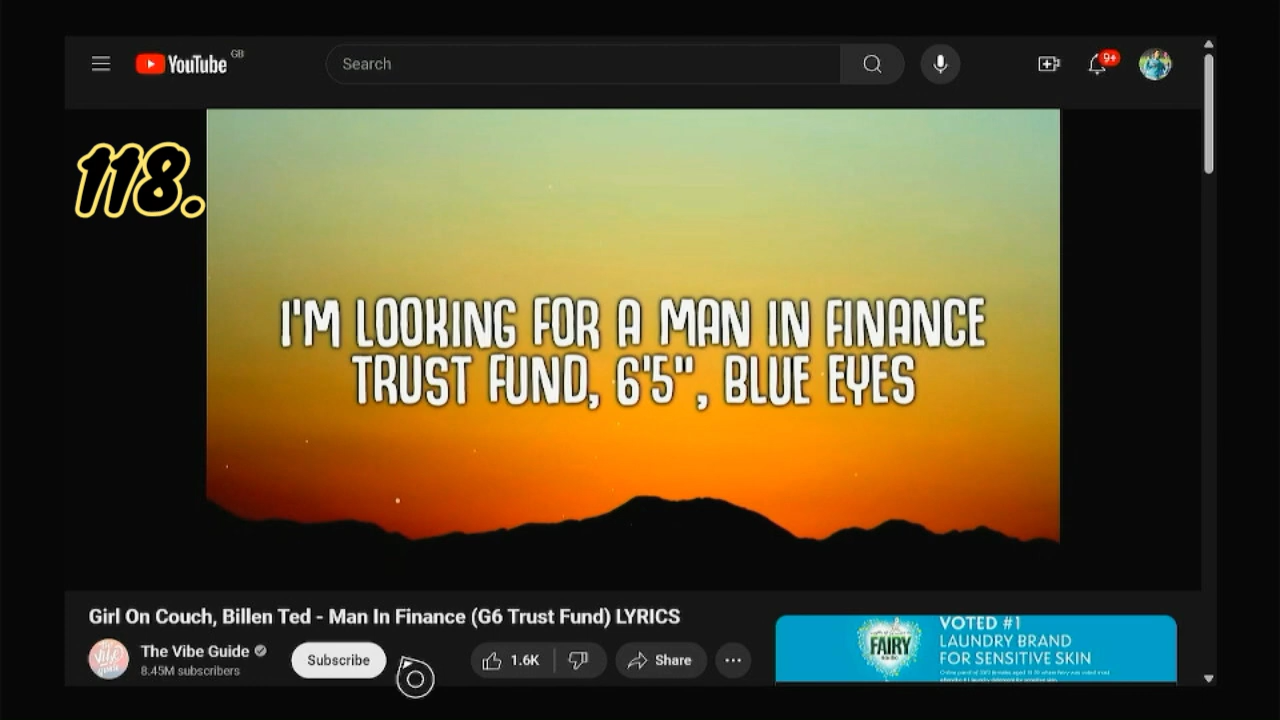 YouTube GB
Search
9+
118.
I'M LOOKING FOR A MAN IN FINANCE
TRUST FUND, 6'5", BLUE EYES
Girl On Couch, Billen Ted - Man In Finance (G6 Trust Fund) LYRICS
The Vibe Guide
8.45M subscribers
Subscribe
1.6K
Share
FAIRY
VOTED #1
LAUNDRY BRAND
FOR SENSITIVE SKIN